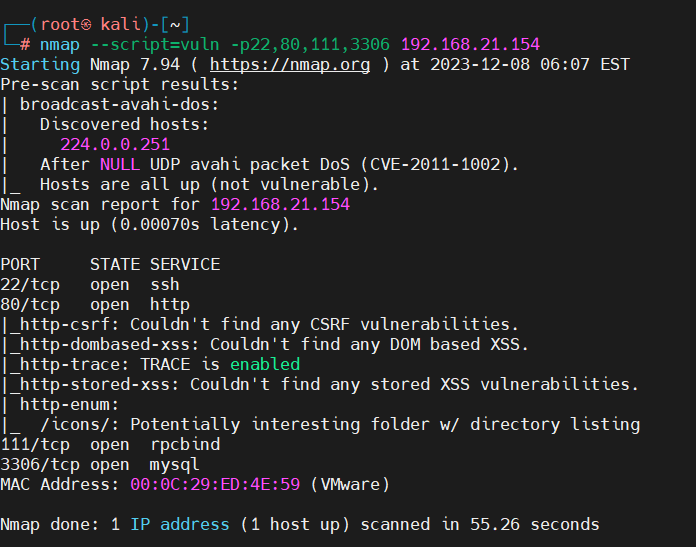 ┌──(root㉿ kali)-[~]
└─# nmap --script=vuln -p22,80,111,3306 192.168.21.154
Starting Nmap 7.94 ( https://nmap.org ) at 2023-12-08 06:07 EST
Pre-scan script results:
| broadcast-avahi-dos:
|   Discovered hosts:
|     224.0.0.251
|   After NULL UDP avahi packet DoS (CVE-2011-1002).
|_  Hosts are all up (not vulnerable).
Nmap scan report for 192.168.21.154
Host is up (0.00070s latency).

PORT     STATE SERVICE
22/tcp   open  ssh
80/tcp   open  http
|_http-csrf: Couldn't find any CSRF vulnerabilities.
|_http-dombased-xss: Couldn't find any DOM based XSS.
|_http-trace: TRACE is enabled
|_http-stored-xss: Couldn't find any stored XSS vulnerabilities.
| http-enum:
|_  /icons/: Potentially interesting folder w/ directory listing
111/tcp  open  rpcbind
3306/tcp open  mysql
MAC Address: 00:0C:29:ED:4E:59 (VMware)

Nmap done: 1 IP address (1 host up) scanned in 55.26 seconds